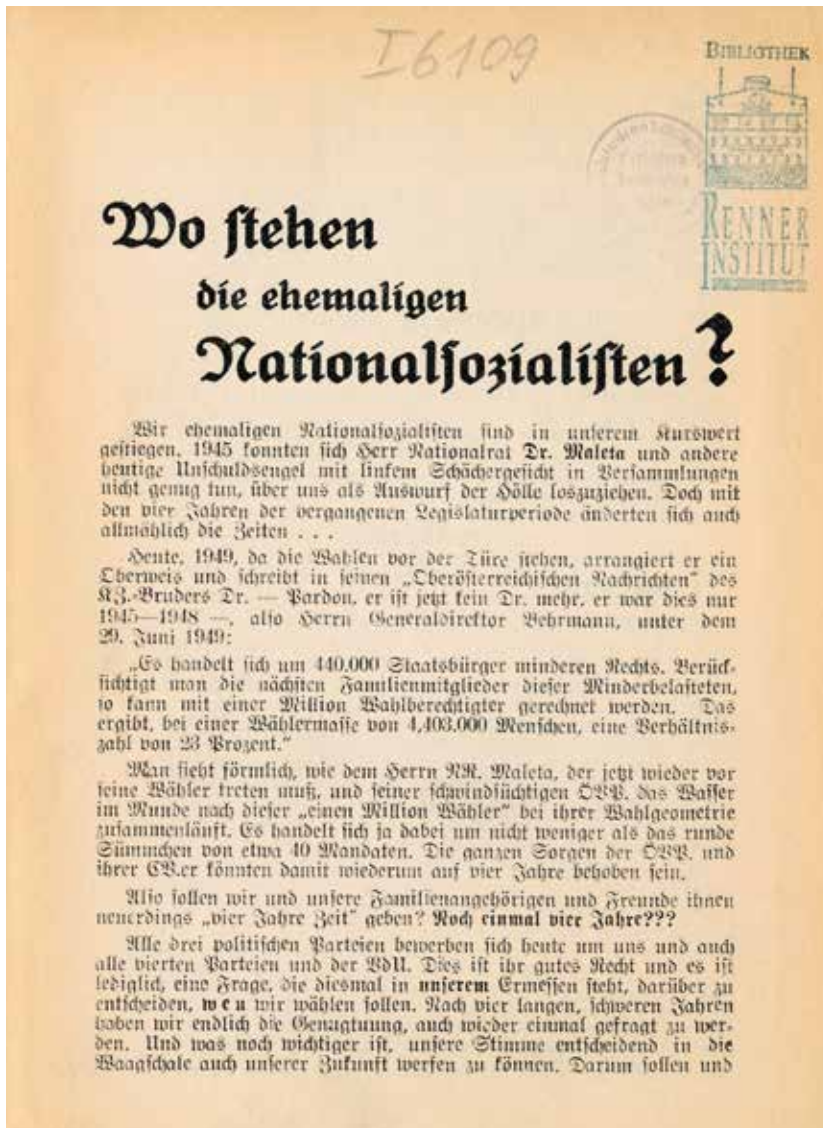 I6109
BIBLIOTHEK
RENNER
INSTITUT
Wo stehen
die ehemaligen
Nationalsozialisten?
Wir ehemaligen Nationalsozialisten sind in unserem Kurswert
gestiegen. 1945 konnten sich Herr Nationalrat Dr. Maleta und andere
heutige Unschuldsengel mit linkem Schächergesicht in Versammlungen
nicht genug tun, über uns als Auswurf der Hölle loszuziehen. Doch mit
den vier Jahren der vergangenen Legislaturperiode änderten sich auch
allmählich die Zeiten . . .
Heute, 1949, da die Wahlen vor der Türe stehen, arrangiert er ein
Oberweis und schreibt in seinen „Oberösterreichischen Nachrichten" des
KZ.-Bruders Dr. — Pardon, er ist jetzt kein Dr. mehr, er war dies nur
1945—1948 —, also Herrn Generaldirektor Behrmann, unter dem
29. Juni 1949:
„Es handelt sich um 440.000 Staatsbürger minderen Rechts. Berück-
sichtigt man die nächsten Familienmitglieder dieser Minderbelasteten,
so kann mit einer Million Wahlberechtigter gerechnet werden. Das
ergibt, bei einer Wählermasse von 4,403.000 Menschen, eine Verhältnis-
zahl von 23 Prozent."
Man sieht förmlich, wie dem Herrn NR. Maleta, der jetzt wieder vor
seine Wähler treten muß, und seiner schwindsüchtigen ÖVP. das Wasser
im Munde nach dieser „einen Million Wähler" bei ihrer Wahlgeometrie
zusammenläuft. Es handelt sich ja dabei um nicht weniger als das runde
Sümmchen von etwa 40 Mandaten. Die ganzen Sorgen der ÖVP. und
ihrer CV.er könnten damit wiederum auf vier Jahre behoben sein.
Also sollen wir und unsere Familienangehörigen und Freunde ihnen
neuerdings „vier Jahre Zeit" geben? Noch einmal vier Jahre???
Alle drei politischen Parteien bewerben sich heute um uns und auch
alle vierten Parteien und der VdU. Dies ist ihr gutes Recht und es ist
lediglich, eine Frage, die diesmal in unserem Ermessen steht, darüber zu
entscheiden, wen wir wählen sollen. Nach vier langen, schweren Jahren
haben wir endlich die Genugtuung, auch wieder einmal gefragt zu wer-
den. Und was noch wichtiger ist, unsere Stimme entscheidend in die
Waagschale auch unserer Zukunft werfen zu können. Darum sollen und